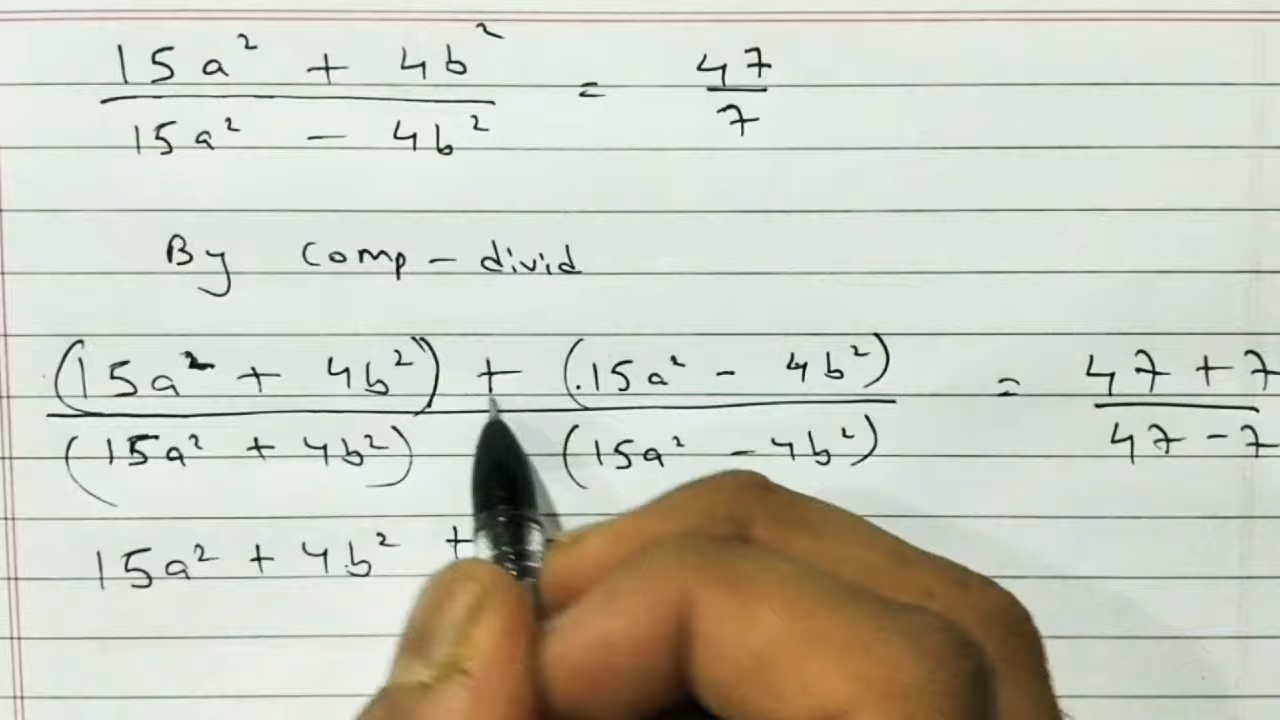 15a² + 4b² = 47
15a² - 4b² 7
By Comp - divid
(15a² + 4b²) + (15a² - 4b²) = 47 + 7
(15a² + 4b²) (15a² - 4b²) 47 - 7
15a² + 4b² +